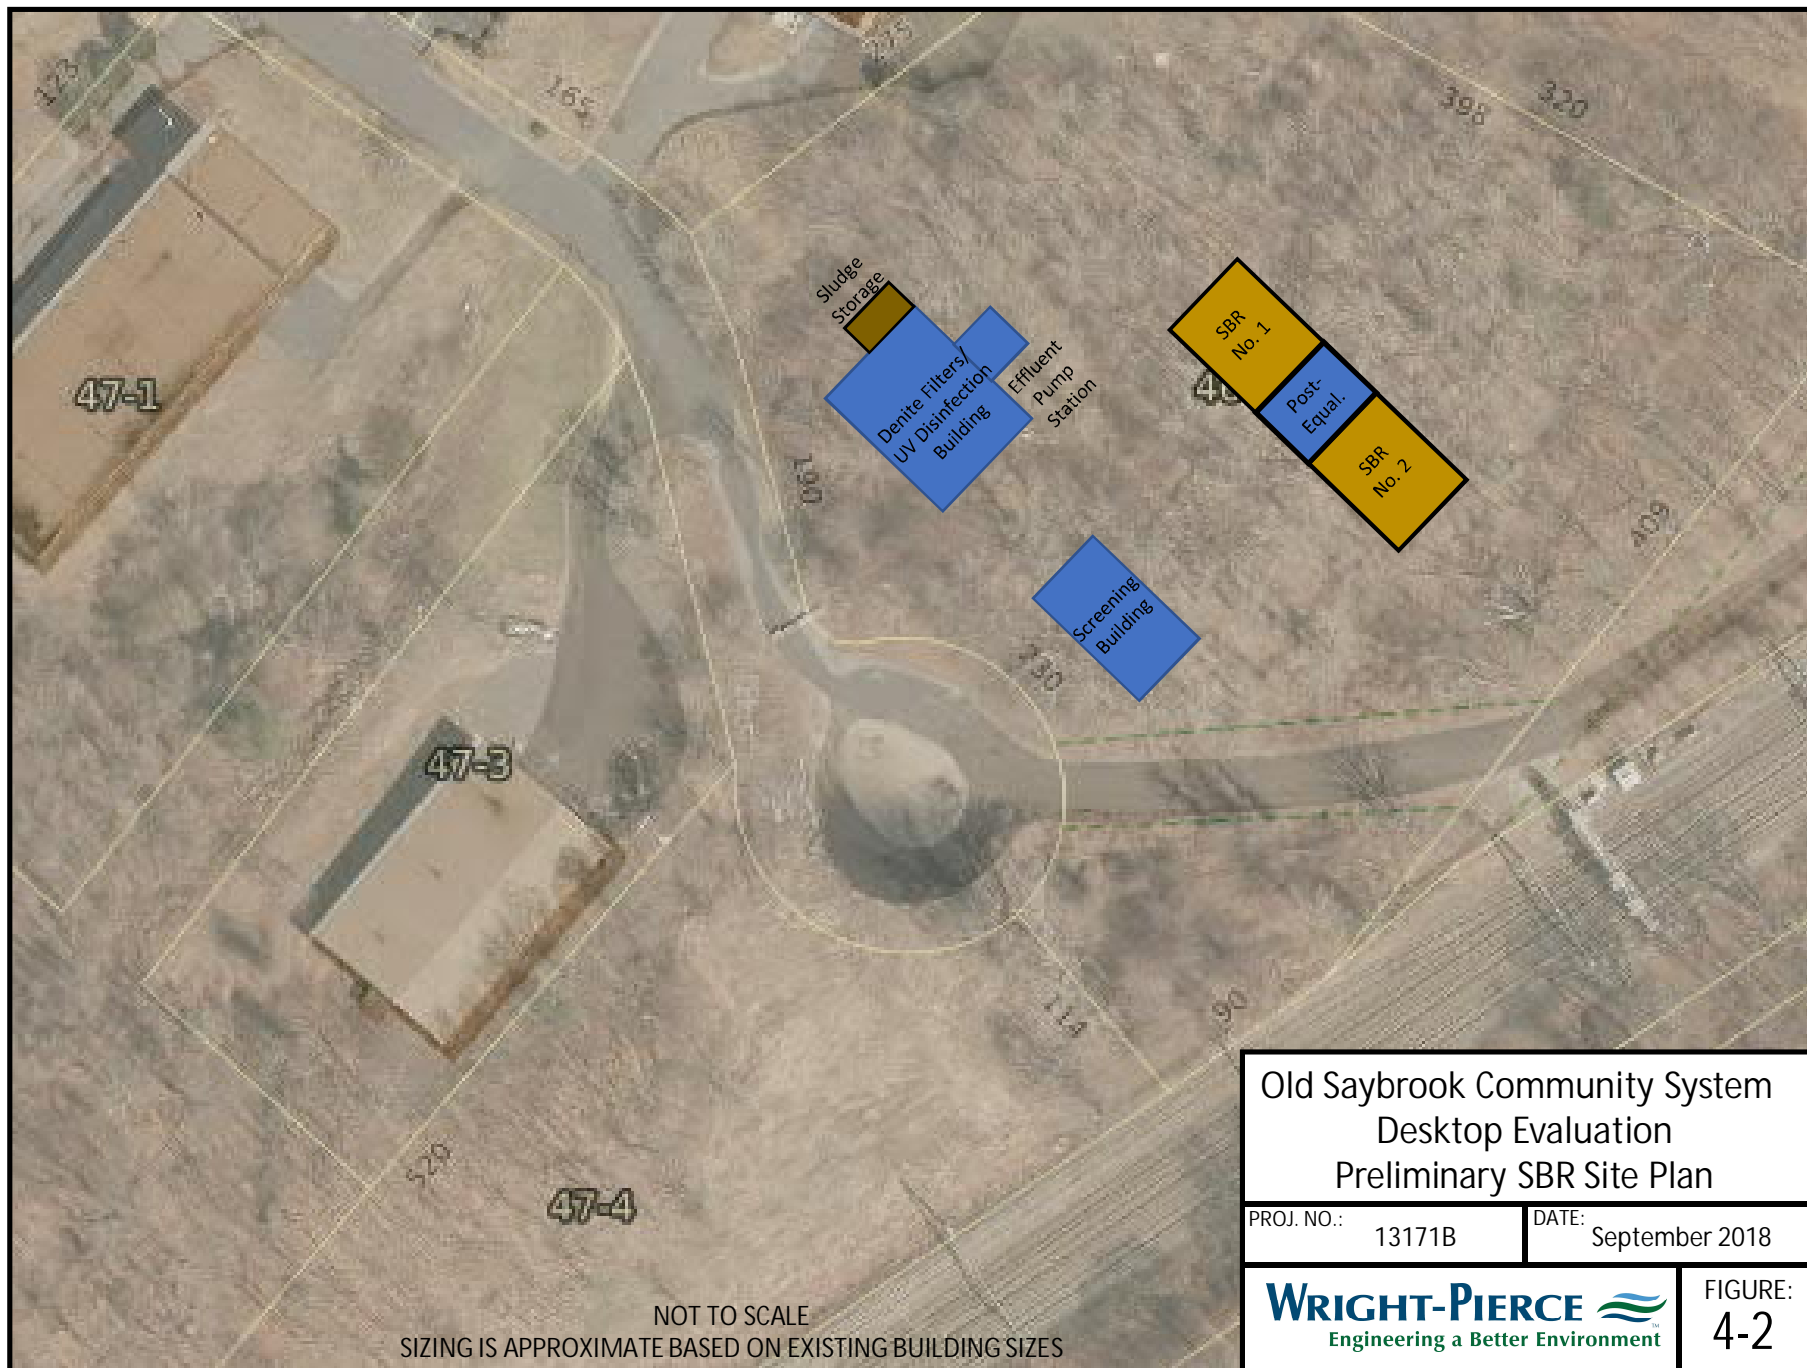 123
165
275
398
320
47-1
Sludge
Storage
Denite Filters/
UV Disinfection
Building
Effluent
Pump
Station
SBR
No. 1
Post-
Equal.
SBR
No. 2
190
409
Screening
Building
230
47-3
114
90
529
47-4
NOT TO SCALE
SIZING IS APPROXIMATE BASED ON EXISTING BUILDING SIZES
Old Saybrook Community System
Desktop Evaluation
Preliminary SBR Site Plan
PROJ. NO.: 13171B
DATE: September 2018
WRIGHT-PIERCE
Engineering a Better Environment
FIGURE:
4-2